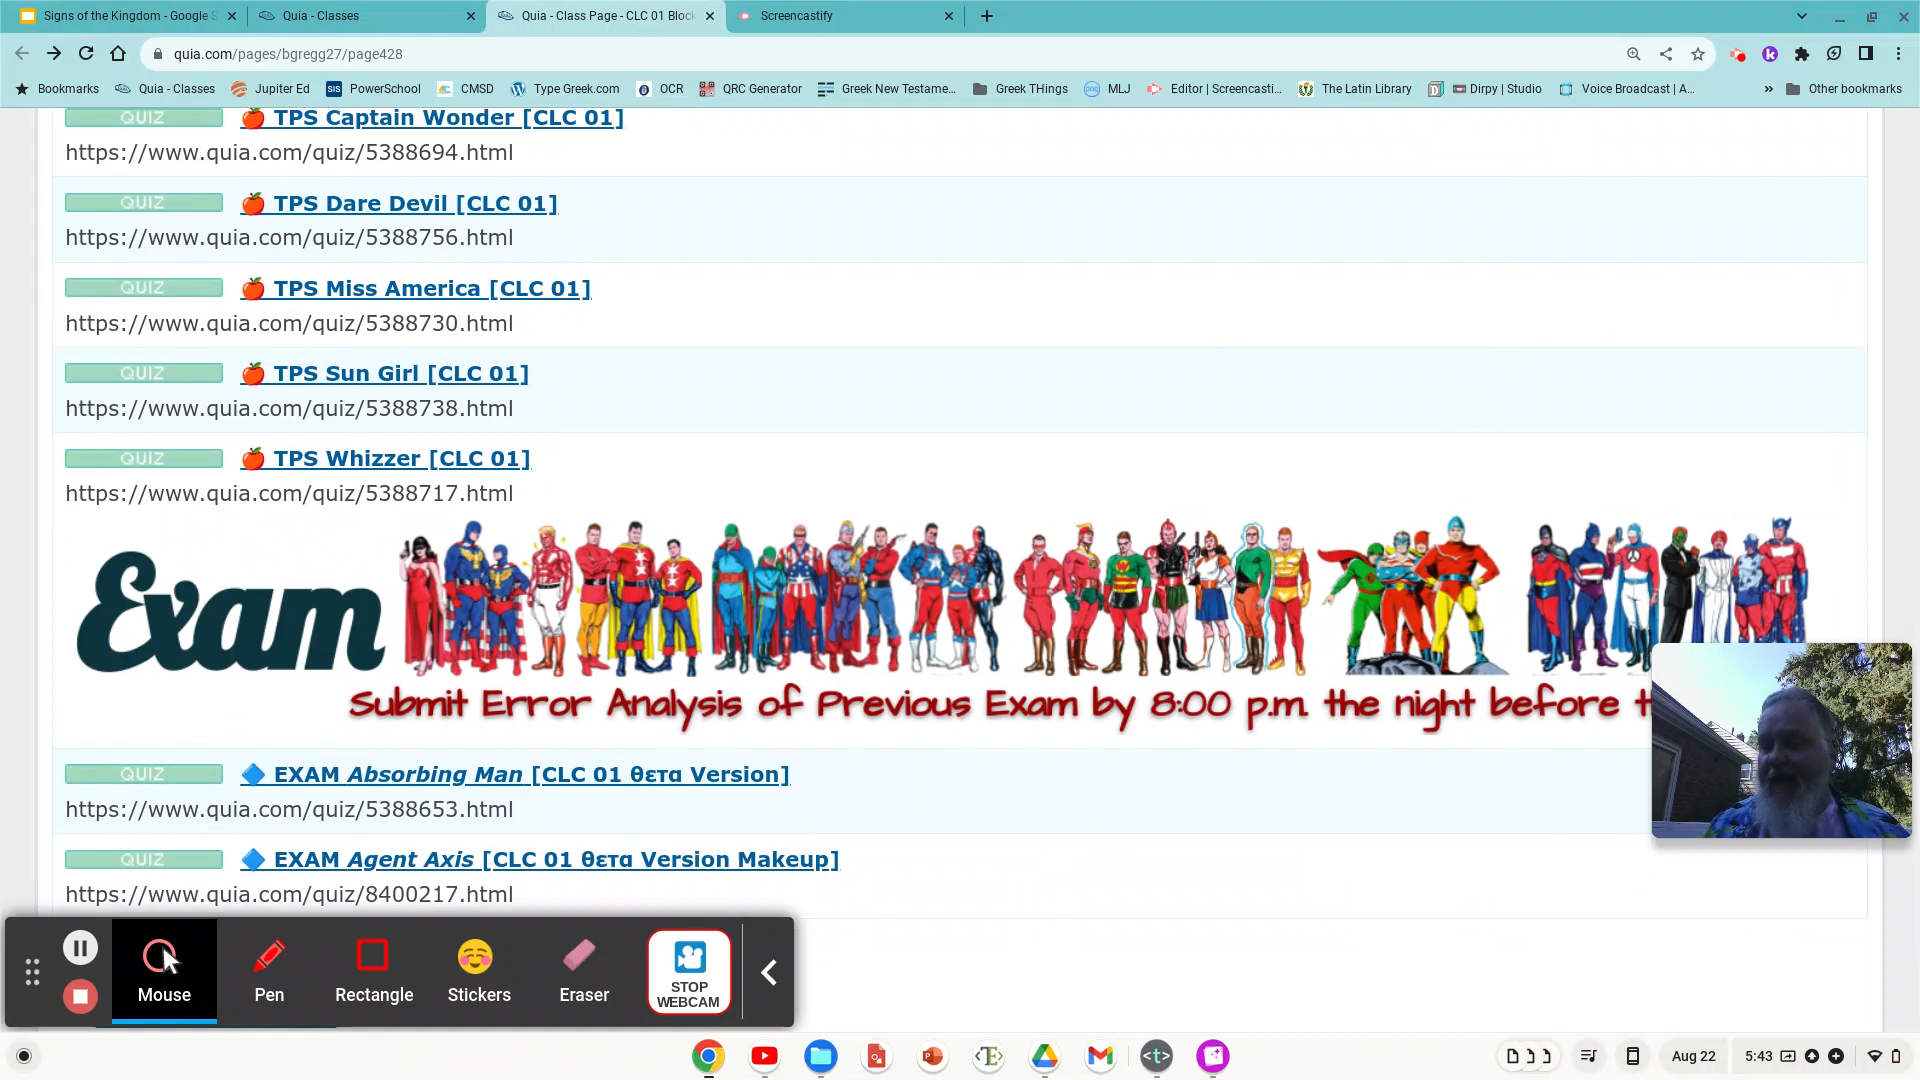 Signs of the Kingdom - Google S
Quia - Classes
Quia - Class Page - CLC 01 Block
Screencastify
quia.com/pages/bgregg27/page428
Bookmarks
Quia - Classes
Jupiter Ed
SIS
PowerSchool
CMSD
Type Greek.com
OCR
QRC Generator
Greek New Testame...
Greek THings
one
MLJ
Editor | Screencasti...
The Latin Library
Dirpy | Studio
Voice Broadcast | A...
»
Other bookmarks
QUIZ TPS Captain Wonder [CLC 01]
https://www.quia.com/quiz/5388694.html
QUIZ TPS Dare Devil [CLC 01]
https://www.quia.com/quiz/5388756.html
QUIZ TPS Miss America [CLC 01]
https://www.quia.com/quiz/5388730.html
QUIZ TPS Sun Girl [CLC 01]
https://www.quia.com/quiz/5388738.html
QUIZ TPS Whizzer [CLC 01]
https://www.quia.com/quiz/5388717.html
Exam
Submit Error Analysis of Previous Exam by 8:00 p.m. the night before
QUIZ EXAM Absorbing Man [CLC 01 θετα Version]
https://www.quia.com/quiz/5388653.html
QUIZ EXAM Agent Axis [CLC 01 θετα Version Makeup]
https://www.quia.com/quiz/8400217.html
Mouse
Pen
Rectangle
Stickers
Eraser
STOP
WEBCAM
Aug 22
5:43